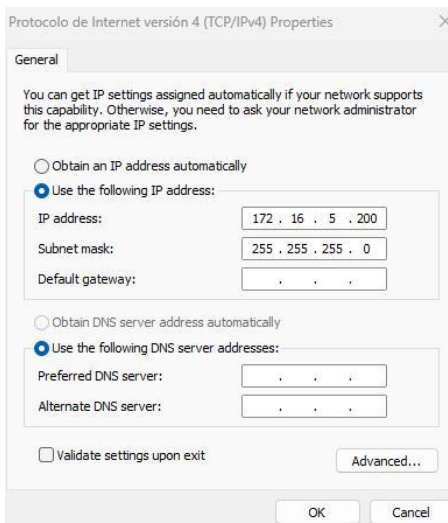 Protocolo de Internet versión 4 (TCP/IPv4) Properties
General
You can get IP settings assigned automatically if your network supports
this capability. Otherwise, you need to ask your network administrator
for the appropriate IP settings.
Obtain an IP address automatically
Use the following IP address:
IP address: 172 . 16 . 5 . 200
Subnet mask: 255 . 255 . 255 . 0
Default gateway: . . .
Obtain DNS server address automatically
Use the following DNS server addresses:
Preferred DNS server: . . .
Alternate DNS server: . . .
Validate settings upon exit
Advanced...
OK Cancel